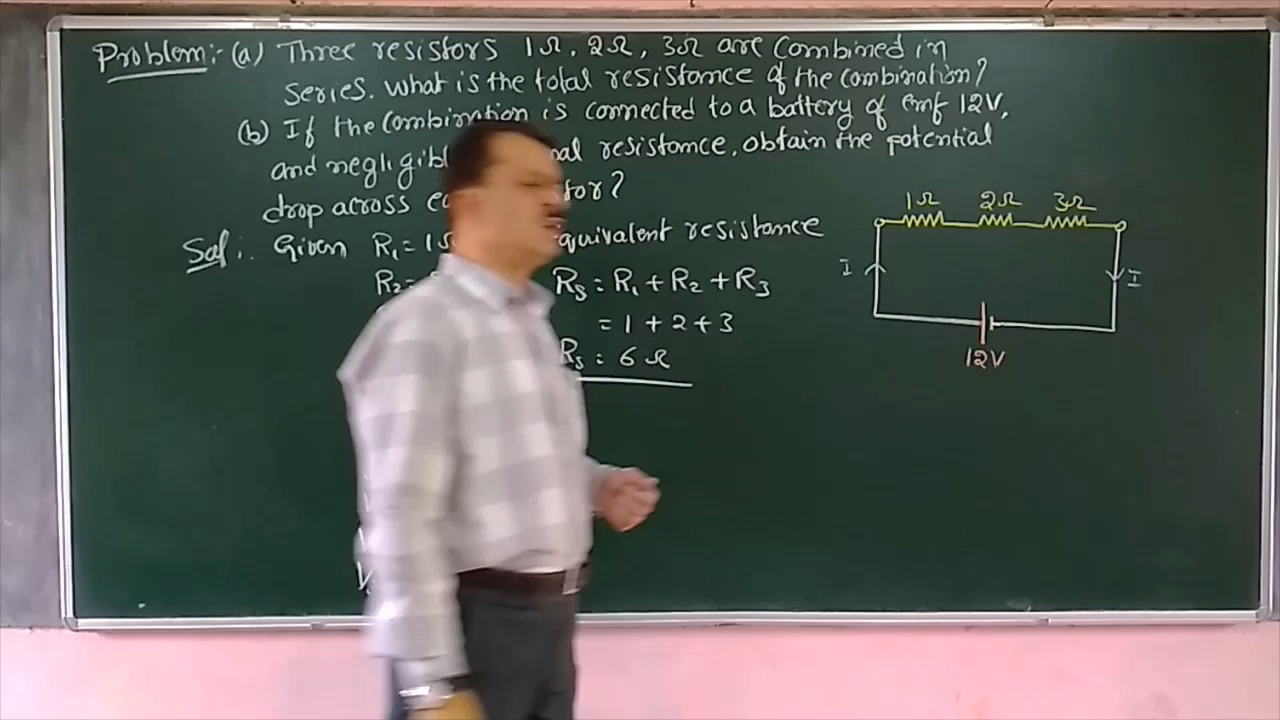 Problem:- (a) Three resistors 1Ω, 2Ω, 3Ω are combined in
series. What is the total resistance of the combination?
(b) If the combination is connected to a battery of emf 12V,
and resistance, obtain the potential
drop across
Sol:. Given R₁ = 1 equivalent resistance
R₂ = Rs = R₁ + R₂ + R₃
= 1 + 2 + 3
Rs = 6 Ω
1Ω 2Ω 3Ω
I I
12V